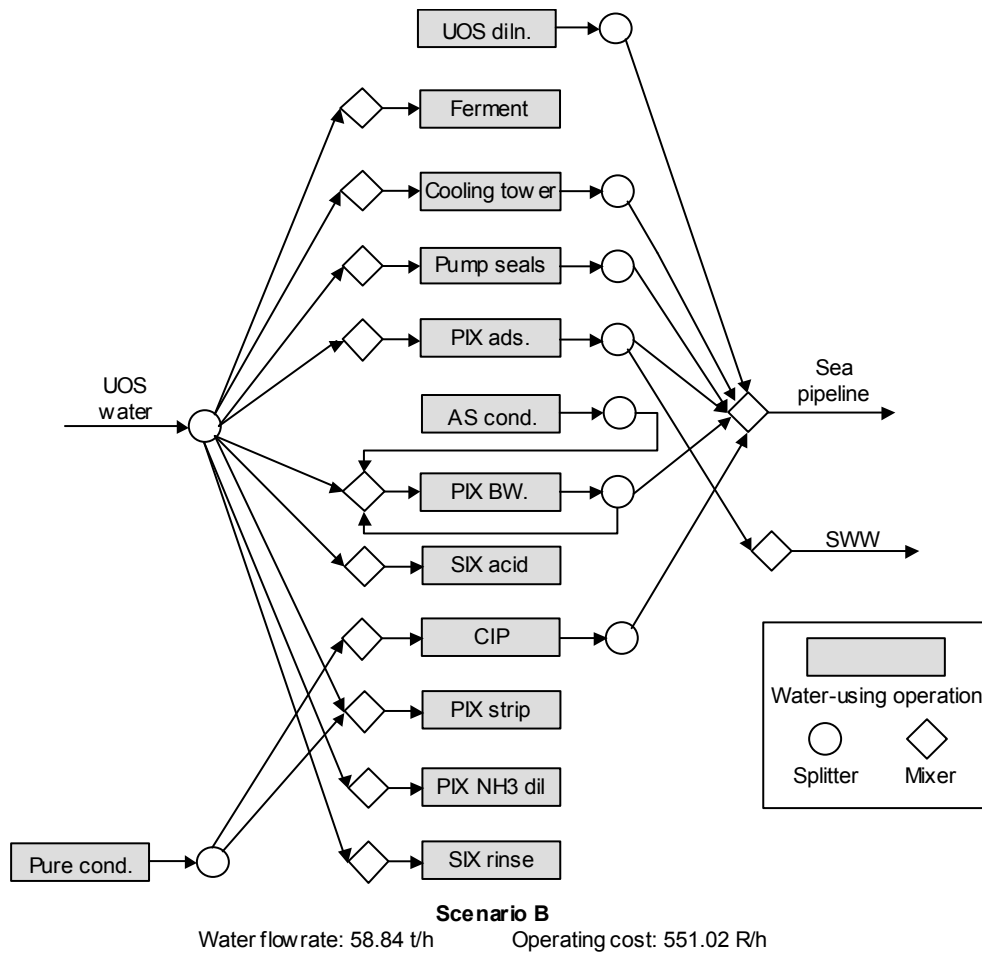 UOS diln.
Ferment
Cooling tower
Pump seals
PIX ads.
UOS
water
Sea
pipeline
AS cond.
PIX BW.
SWW
SIX acid
CIP
PIX strip
Water-using operation
Splitter
Mixer
PIX NH3 dil
Pure cond.
SIX rinse
Scenario B
Water flowrate: 58.84 t/h Operating cost: 551.02 R/h